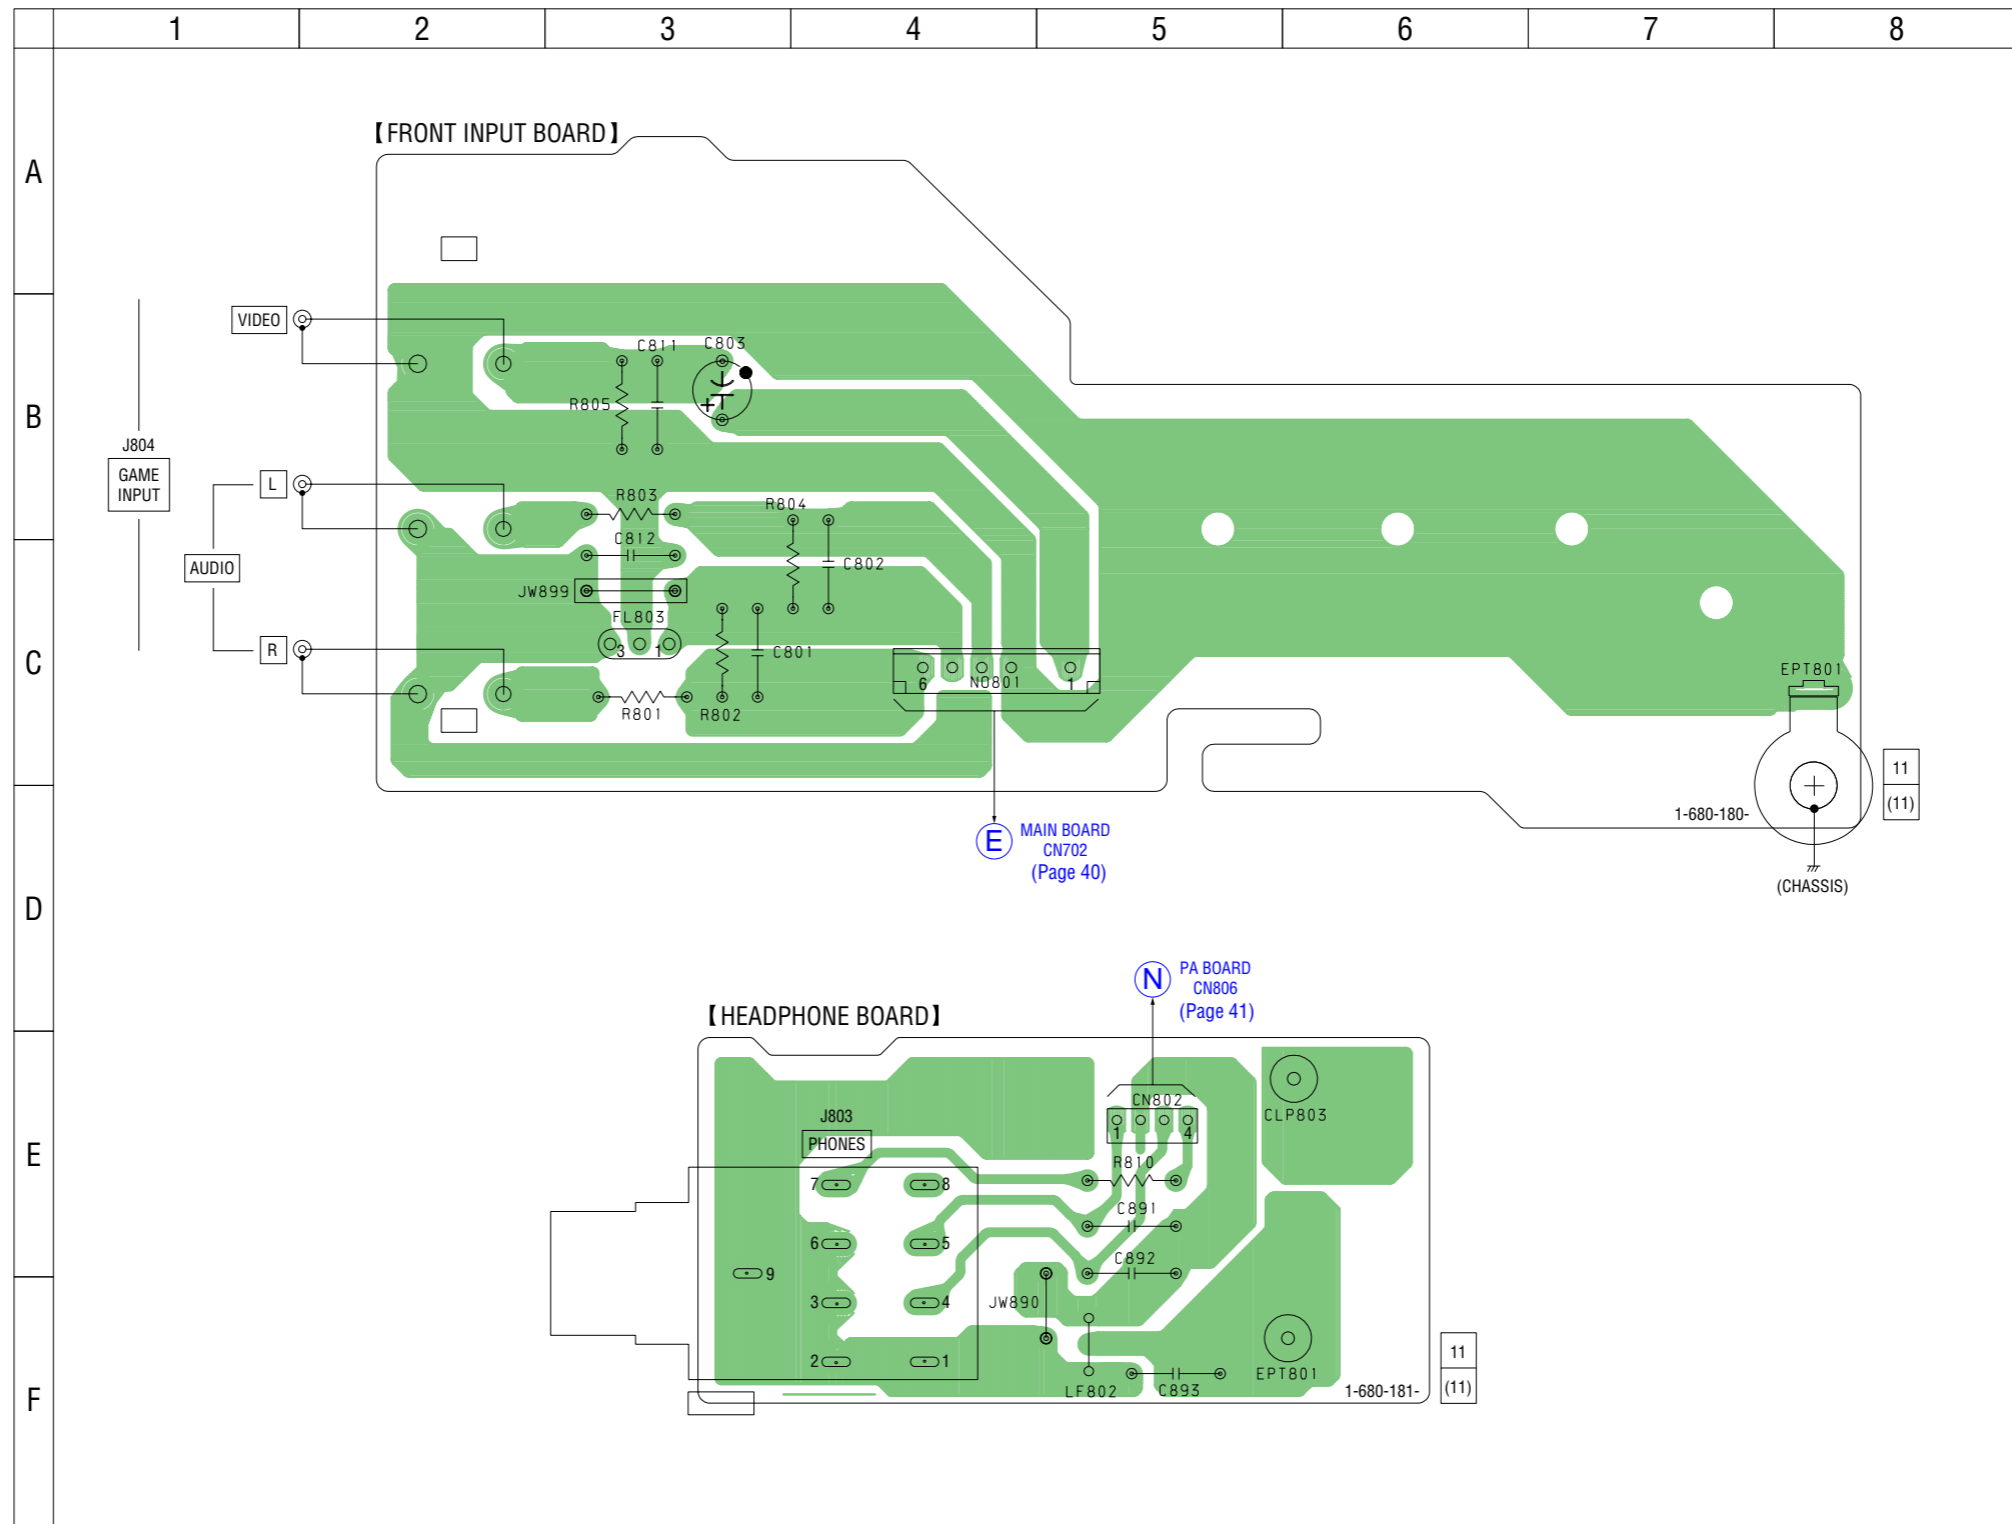 1 2 3 4 5 6 7 8
A
【FRONT INPUT BOARD】
B
VIDEO
C811 C803
R805
+
J804
GAME
INPUT
L
R803
R804
C812
AUDIO
C802
JW899
FL803
C
3 1
R
C801
6 NO801 1
EPT801
R801 R802
11
(11)
1-680-180-
E MAIN BOARD
CN702
(Page 40)
(CHASSIS)
D
N PA BOARD
CN806
(Page 41)
【HEADPHONE BOARD】
CN802
CLP803
J803
1 4
PHONES
E
R810
7 8
C891
6 5
C892
9
3 4
JW890
2 1
EPT801
11
LF802 C893
1-680-181-
(11)
F